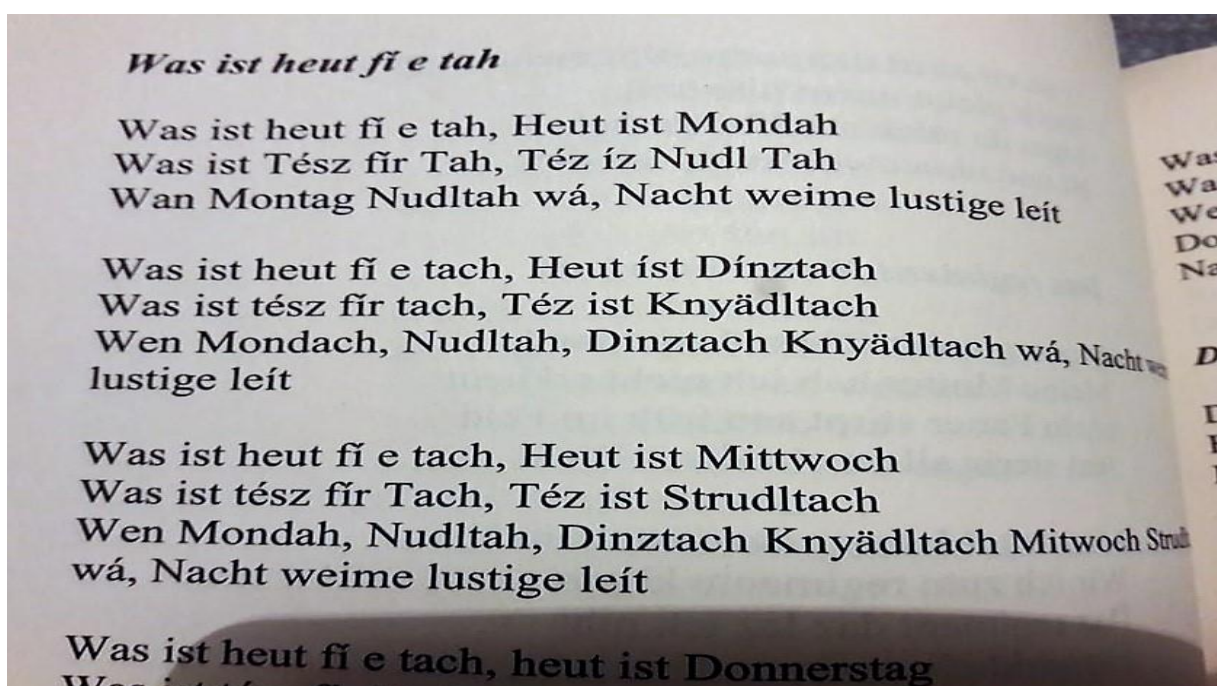 Was ist heut fí e tah
Was ist heut fí e tah, Heut ist Mondah
Was ist Tész fír Tah, Téz íz Nudl Tah
Wan Montag Nudltah wá, Nacht weime lustige leít
Was ist heut fí e tach, Heut íst Dínztach
Was ist tész fír tach, Téz ist Knyädltach
Wen Mondach, Nudltah, Dinztach Knyädltach wá, Nacht
lustige leít
Was ist heut fí e tach, Heut ist Mittwoch
Was ist tész fír Tach, Téz ist Strudltach
Wen Mondah, Nudltah, Dinztach Knyädltach Mitwoch
wá, Nacht weime lustige leít
Was ist heut fí e tach, heut ist Donnerstag